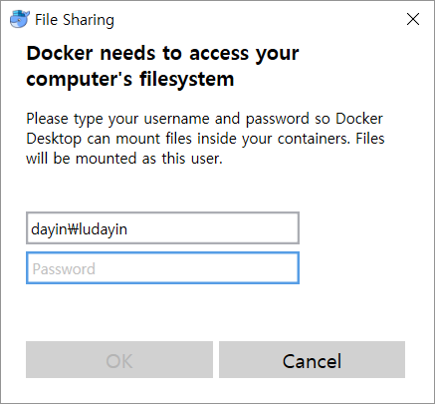 File Sharing
Docker needs to access your
computer's filesystem
Please type your username and password so Docker
Desktop can mount files inside your containers. Files
will be mounted as this user.
dayin₩ludayin
Password
OK Cancel